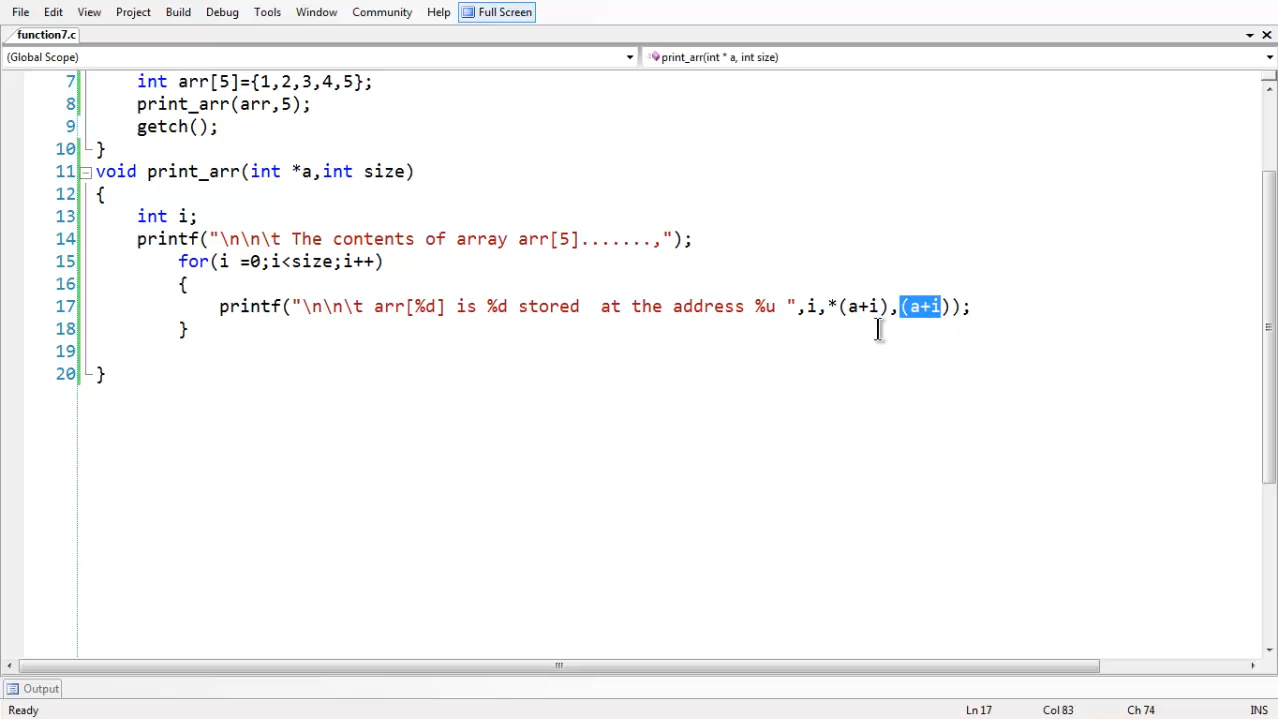 File Edit View Project Build Debug Tools Window Community Help Full Screen
function7.c
(Global Scope) print_arr(int * a, int size)
7 int arr[5]={1,2,3,4,5};
8 print_arr(arr,5);
9 getch();
10 }
11 void print_arr(int *a,int size)
12 {
13 int i;
14 printf("\n\n\t The contents of array arr[5].......,");
15 for(i =0;i<size;i++)
16 {
17 printf("\n\n\t arr[%d] is %d stored  at the address %u ",i,*(a+i),(a+i));
18 }
19
20 }
Output
Ready Ln 17 Col 83 Ch 74 INS